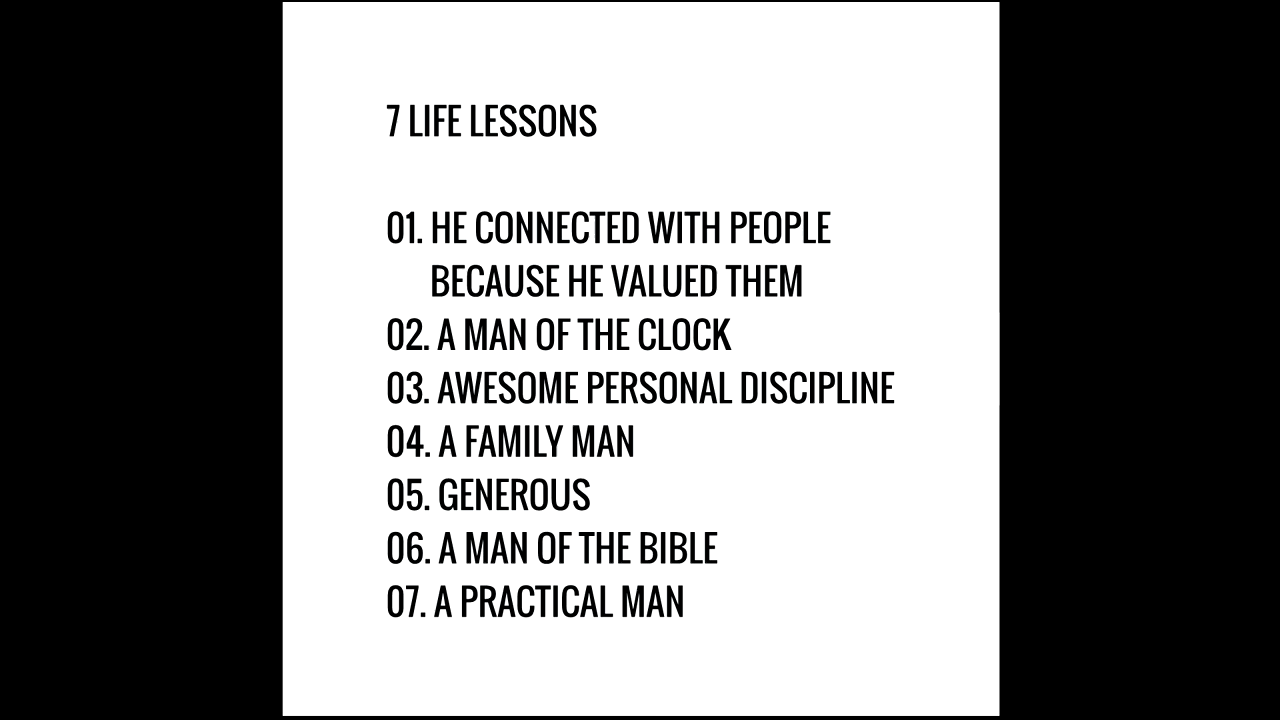 7 LIFE LESSONS
01. HE CONNECTED WITH PEOPLE
BECAUSE HE VALUED THEM
02. A MAN OF THE CLOCK
03. AWESOME PERSONAL DISCIPLINE
04. A FAMILY MAN
05. GENEROUS
06. A MAN OF THE BIBLE
07. A PRACTICAL MAN